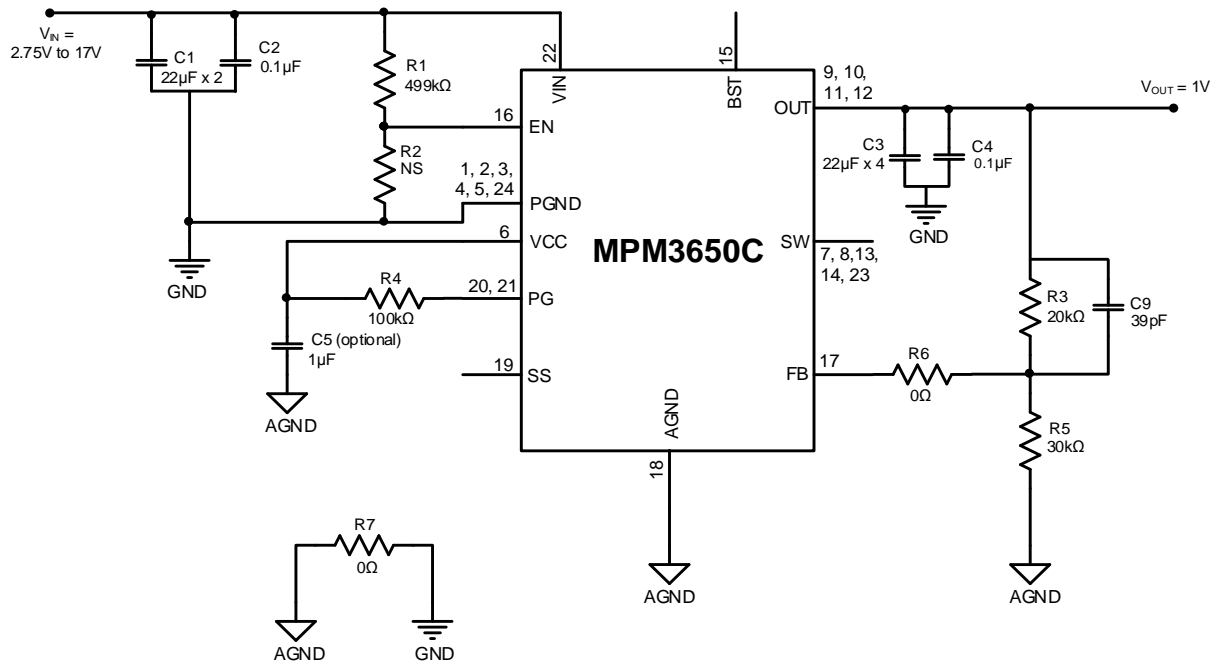 V_IN =
2.75V to 17V
C1
22µF x 2
C2
0.1µF
R1
499kΩ
R2
NS
GND
22
VIN
15
BST
16
EN
1, 2, 3,
4, 5, 24
PGND
6
VCC
R4
100kΩ
20, 21
PG
C5 (optional)
1µF
AGND
19
SS
MPM3650C
9, 10,
11, 12
OUT
V_OUT = 1V
C3
22µF x 4
C4
0.1µF
GND
SW
7, 8,13,
14, 23
R3
20kΩ
C9
39pF
17
FB
R6
0Ω
R5
30kΩ
AGND
AGND
18
AGND
R7
0Ω
AGND
GND